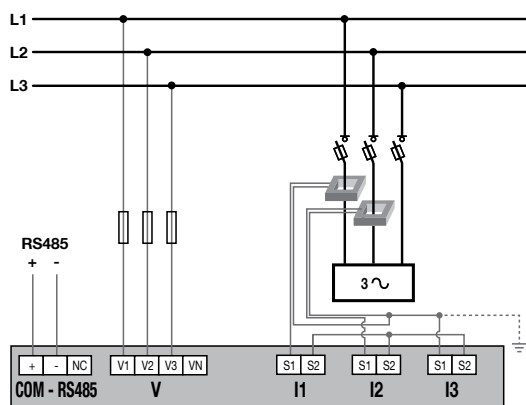 L1
L2
L3
RS485
+ -
3
+ - NC V1 V2 V3 VN S1 S2 S1 S2 S1 S2
COM - RS485 V I1 I2 I3